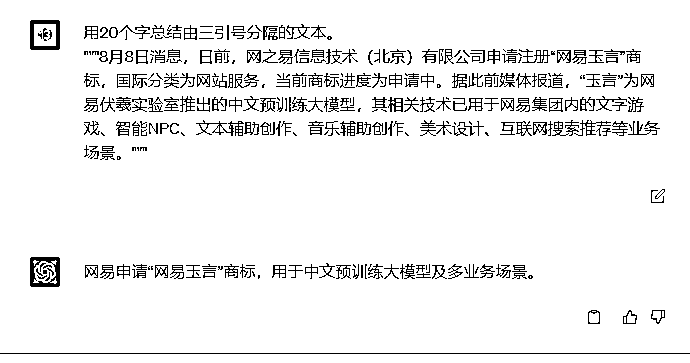 用20个字总结由三引号分隔的文本。
"""8月8日消息，日前，网之易信息技术（北京）有限公司申请注册“网易玉言”商
标，国际分类为网站服务，当前商标进度为申请中。据此前媒体报道，“玉言”为网
易伏羲实验室推出的中文预训练大模型，其相关技术已用于网易集团内的文字游
戏、智能NPC、文本辅助创作、音乐辅助创作、美术设计、互联网搜索推荐等业务
场景。"""
网易申请“网易玉言”商标，用于中文预训练大模型及多业务场景。